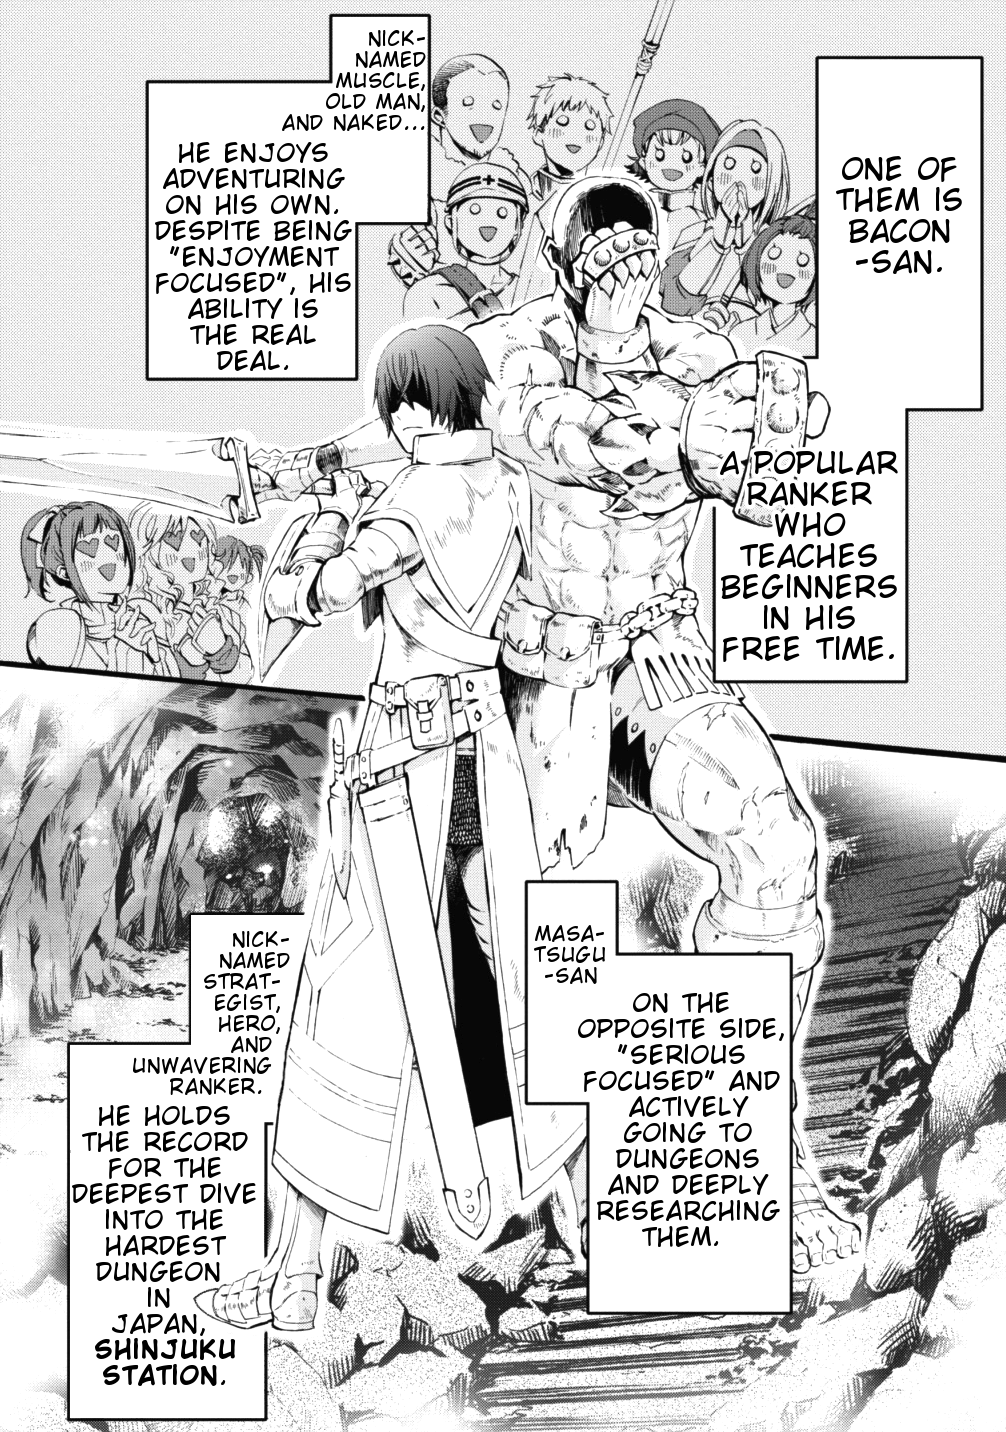 ONE OF
THEM IS
BACON
-SAN.
A POPULAR
RANKER
WHO
TEACHES
BEGINNERS
IN HIS
FREE TIME.
NICK-
NAMED
MUSCLE,
OLD MAN,
AND NAKED...
HE ENJOYS
ADVENTURING
ON HIS OWN.
DESPITE BEING
"ENJOYMENT
FOCUSED", HIS
ABILITY IS
THE REAL
DEAL.
MASA-
TSUGU
-SAN
ON THE
OPPOSITE SIDE,
"SERIOUS
FOCUSED" AND
ACTIVELY
GOING TO
DUNGEONS
AND DEEPLY
RESEARCHING
THEM.
NICK-
NAMED
STRAT-
EGIST,
HERO,
AND
UNWAVERING
RANKER.
HE HOLDS
THE RECORD
FOR THE
DEEPEST DIVE
INTO THE
HARDEST
DUNGEON
IN
JAPAN,
SHINJUKU
STATION.